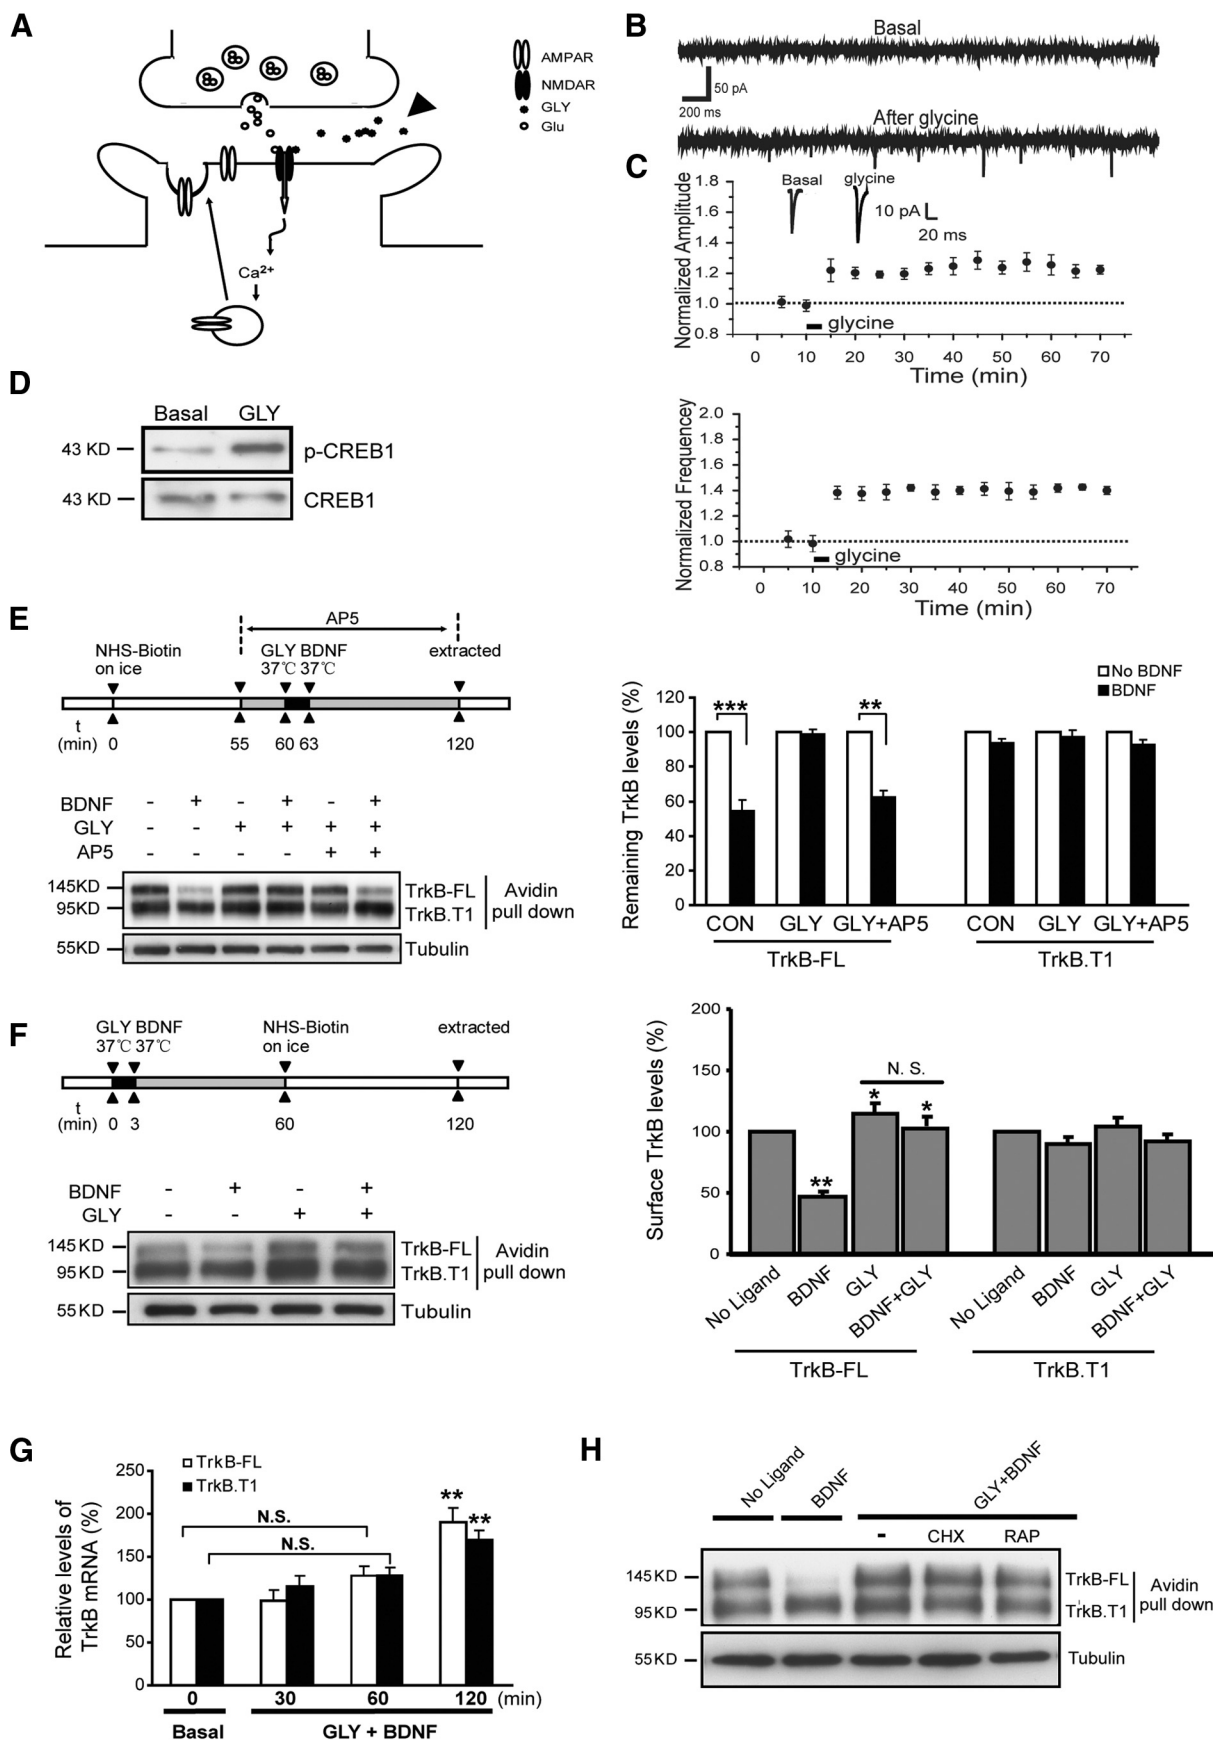 A
AMPAR
NMDAR
GLY
Glu
Ca2+
B
Basal
50 pA
200 ms
After glycine
C
Normalized Amplitude
1.8
1.6
1.4
1.2
1.0
0.8
Basal
glycine
10 pA
20 ms
glycine
0 10 20 30 40 50 60 70
Time (min)
Normalized Frequencey
2.0
1.8
1.6
1.4
1.2
1.0
0.8
glycine
0 10 20 30 40 50 60 70
Time (min)
D
Basal GLY
43 KD p-CREB1
43 KD CREB1
E
AP5
NHS-Biotin
on ice
GLY BDNF
37℃ 37℃
extracted
t
(min) 0 55 60 63 120
BDNF - + - + - +
GLY - - + + + +
AP5 - - - - + +
145KD TrkB-FL
95KD TrkB.T1
Avidin
pull down
55KD Tubulin
No BDNF
BDNF
Remaining TrkB levels (%)
120
100
80
60
40
20
0
*** **
CON GLY GLY+AP5 CON GLY GLY+AP5
TrkB-FL TrkB.T1
F
GLY BDNF
37℃ 37℃
NHS-Biotin
on ice
extracted
t
(min) 0 3 60 120
BDNF - + - +
GLY - - + +
145KD TrkB-FL
95KD TrkB.T1
Avidin
pull down
55KD Tubulin
Surface TrkB levels (%)
200
150
100
50
0
N. S.
** * *
No Ligand BDNF GLY BDNF+GLY No Ligand BDNF GLY BDNF+GLY
TrkB-FL TrkB.T1
G
TrkB-FL
TrkB.T1
Relative levels of
TrkB mRNA (%)
250
200
150
100
50
0
N.S.
N.S.
** **
0 30 60 120 (min)
Basal GLY + BDNF
H
No Ligand BDNF GLY+BDNF
- CHX RAP
145KD TrkB-FL
95KD TrkB.T1
Avidin
pull down
55KD Tubulin